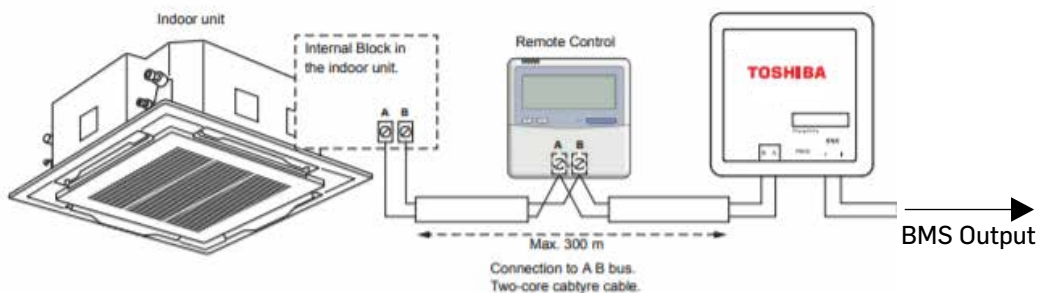 Indoor unit
Internal Block in
the indoor unit.
A B
Remote Control
A B
TOSHIBA
Max. 300 m
Connection to A B bus.
Two-core cabtyre cable.
BMS Output